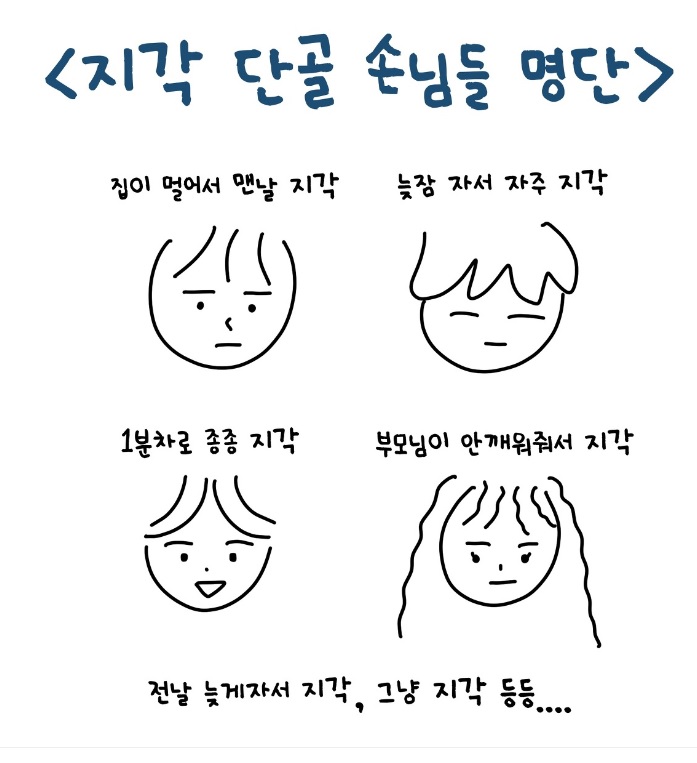 <지각 단골 손님들 명단>
집이 멀어서 맨날 지각
늦잠 자서 자주 지각
1분차로 종종 지각
부모님이 안깨워줘서 지각
전날 늦게자서 지각, 그냥 지각 등등....